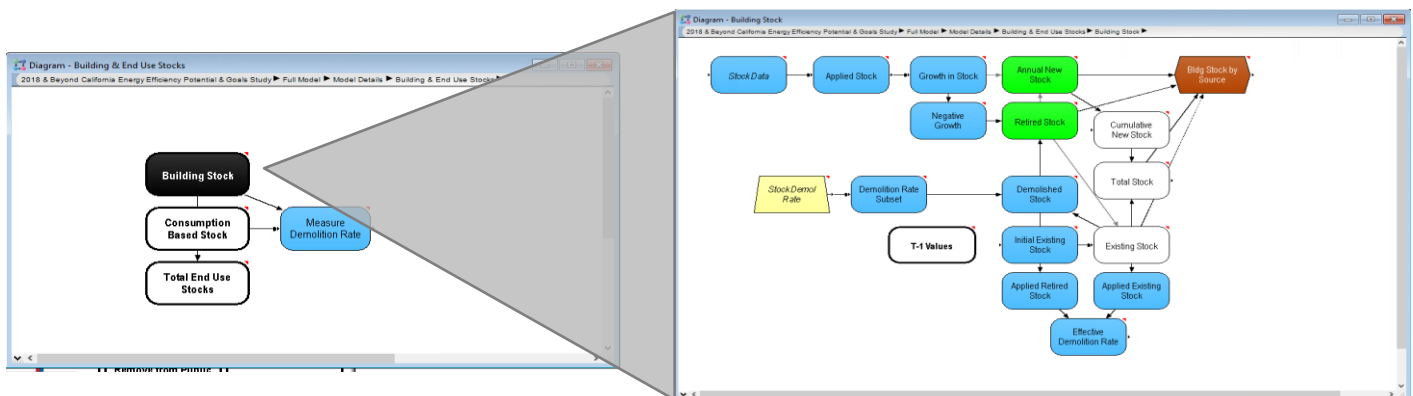 Diagram - Building & End Use Stocks
2018 & Beyond California Energy Efficiency Potential & Goals Study ► Full Model ► Model Details ► Building & End Use Stocks
Building Stock
Consumption
Based Stock
Measure
Demolition Rate
Total End Use
Stocks
Remove from Public
Diagram - Building Stock
2018 & Beyond California Energy Efficiency Potential & Goals Study ► Full Model ► Model Details ► Building & End Use Stocks ► Building Stock ►
StockData
Applied Stock
Growth in Stock
Annual New
Stock
Bldg Stock by
Source
Negative
Growth
Retired Stock
Cumulative
New Stock
Total Stock
StockDemol
Rate
Demolition Rate
Subset
Demolished
Stock
T-1 Values
Initial Existing
Stock
Existing Stock
Applied Retired
Stock
Applied Existing
Stock
Effective
Demolition Rate